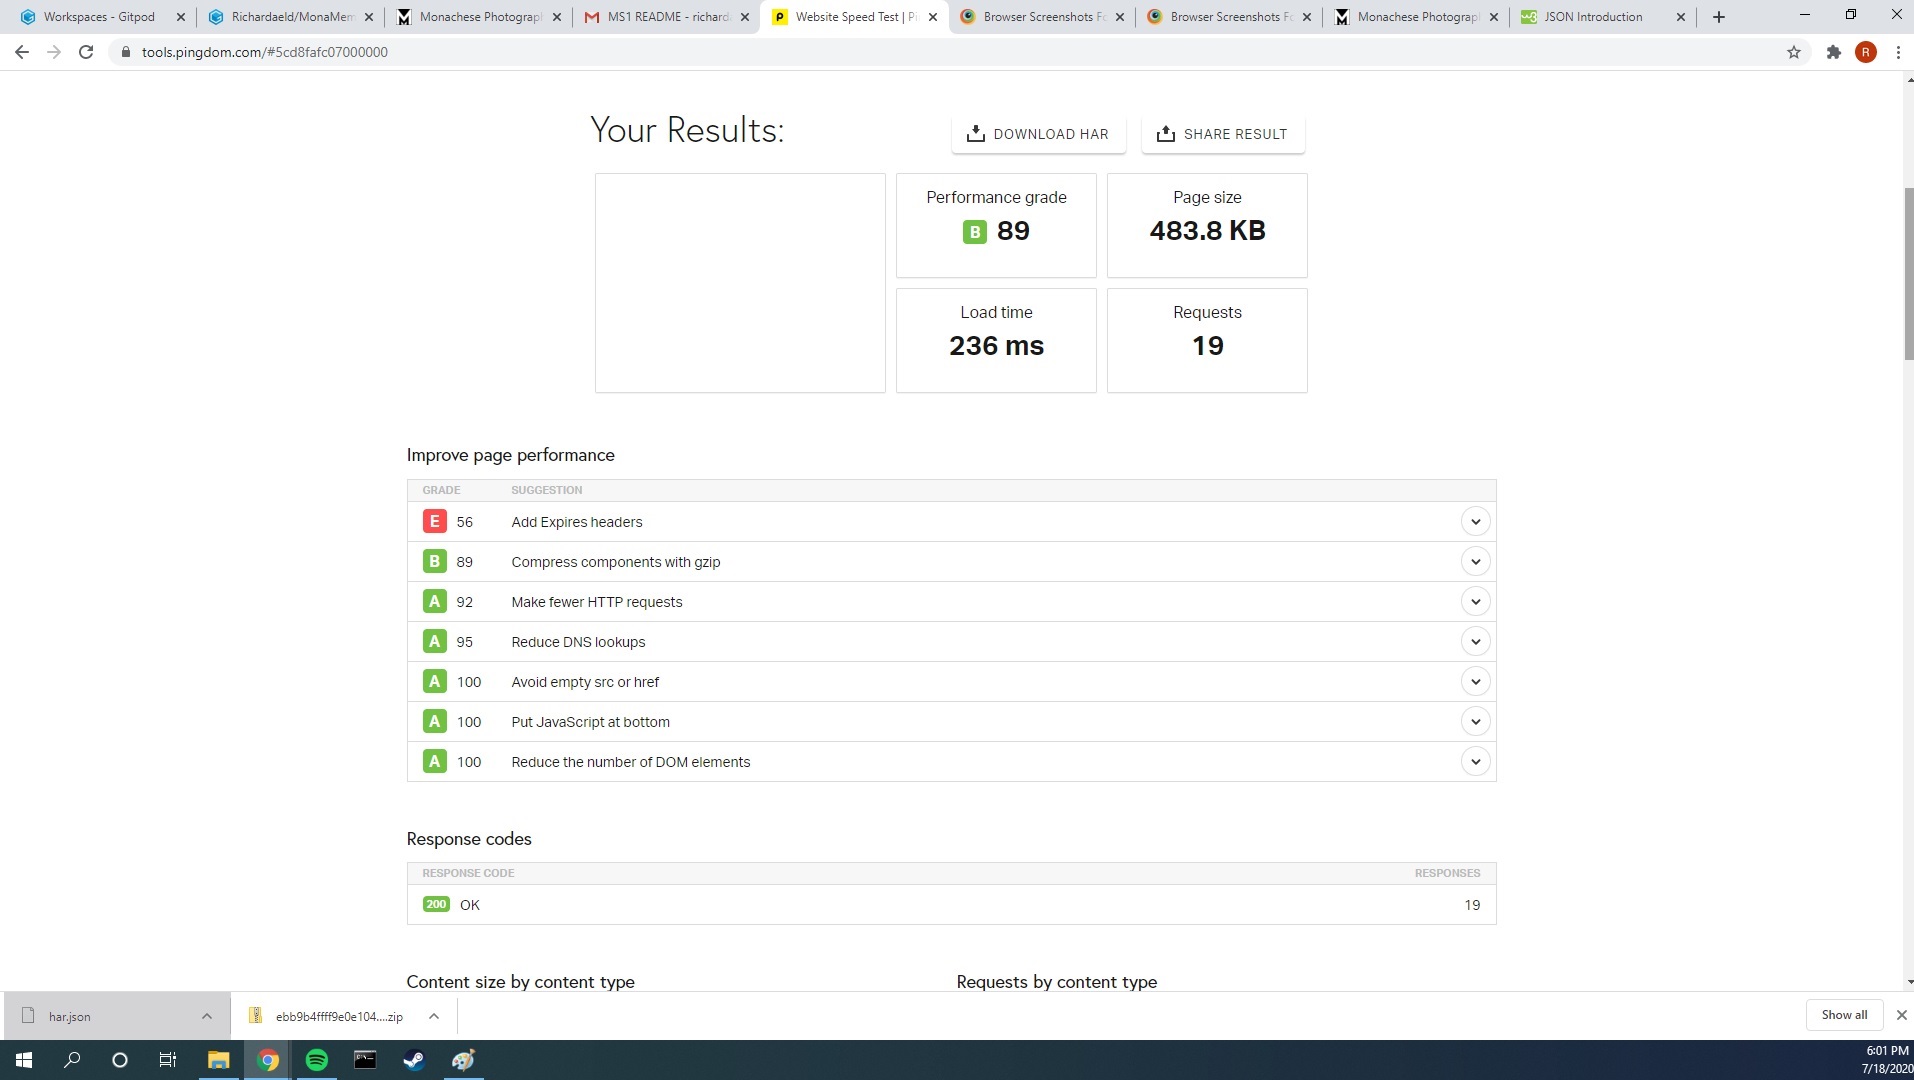 Workspaces - Gitpod
Richardaeld/MonaMem
Monachese Photograph
MS1 README - richard
Website Speed Test | Pi
Browser Screenshots Fo
Browser Screenshots Fo
Monachese Photograp
JSON Introduction
tools.pingdom.com/#5cd8fafc07000000
R
Your Results:
DOWNLOAD HAR
SHARE RESULT
Performance grade
B 89
Page size
483.8 KB
Load time
236 ms
Requests
19
Improve page performance
GRADE SUGGESTION
E 56 Add Expires headers
B 89 Compress components with gzip
A 92 Make fewer HTTP requests
A 95 Reduce DNS lookups
A 100 Avoid empty src or href
A 100 Put JavaScript at bottom
A 100 Reduce the number of DOM elements
Response codes
RESPONSE CODE RESPONSES
200 OK 19
Content size by content type
Requests by content type
har.json
ebb9b4ffff9e0e104....zip
Show all
6:01 PM
7/18/2020